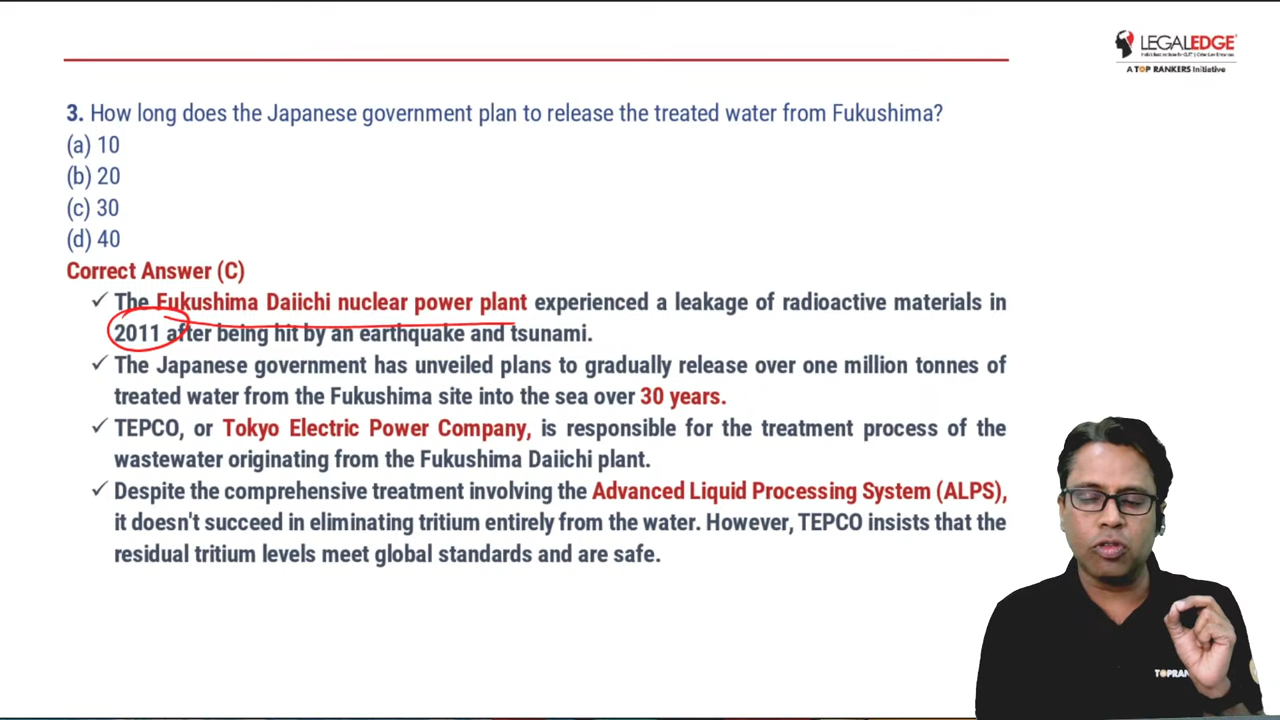 LEGALEDGE
A TOP RANKERS Initiative
3. How long does the Japanese government plan to release the treated water from Fukushima?
(a) 10
(b) 20
(c) 30
(d) 40
Correct Answer (C)
✓ The Fukushima Daiichi nuclear power plant experienced a leakage of radioactive materials in
2011 after being hit by an earthquake and tsunami.
✓ The Japanese government has unveiled plans to gradually release over one million tonnes of
treated water from the Fukushima site into the sea over 30 years.
✓ TEPCO, or Tokyo Electric Power Company, is responsible for the treatment process of the
wastewater originating from the Fukushima Daiichi plant.
✓ Despite the comprehensive treatment involving the Advanced Liquid Processing System (ALPS),
it doesn't succeed in eliminating tritium entirely from the water. However, TEPCO insists that the
residual tritium levels meet global standards and are safe.
TOPRAN